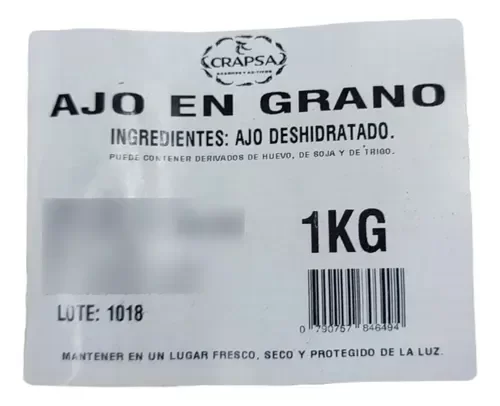 CRAPSA
AJO EN GRANO
INGREDIENTES: AJO DESHIDRATADO.
PUEDE CONTENER DERIVADOS DE HUEVO, DE SOJA Y DE TRIGO.
1KG
LOTE: 1018
0 790757 846494
MANTENER EN UN LUGAR FRESCO, SECO Y PROTEGIDO DE LA LUZ.